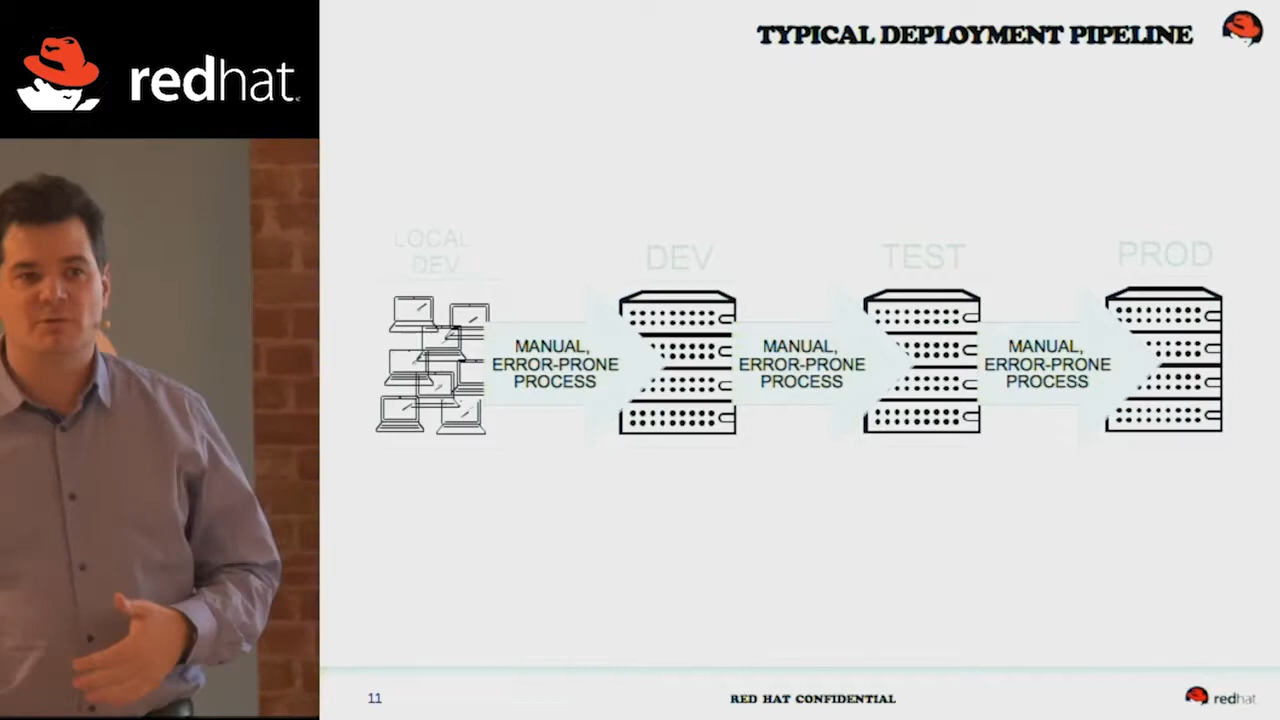 redhat.
TYPICAL DEPLOYMENT PIPELINE
LOCAL
DEV
DEV
TEST
PROD
MANUAL,
ERROR-PRONE
PROCESS
MANUAL,
ERROR-PRONE
PROCESS
MANUAL,
ERROR-PRONE
PROCESS
11
RED HAT CONFIDENTIAL
redhat.